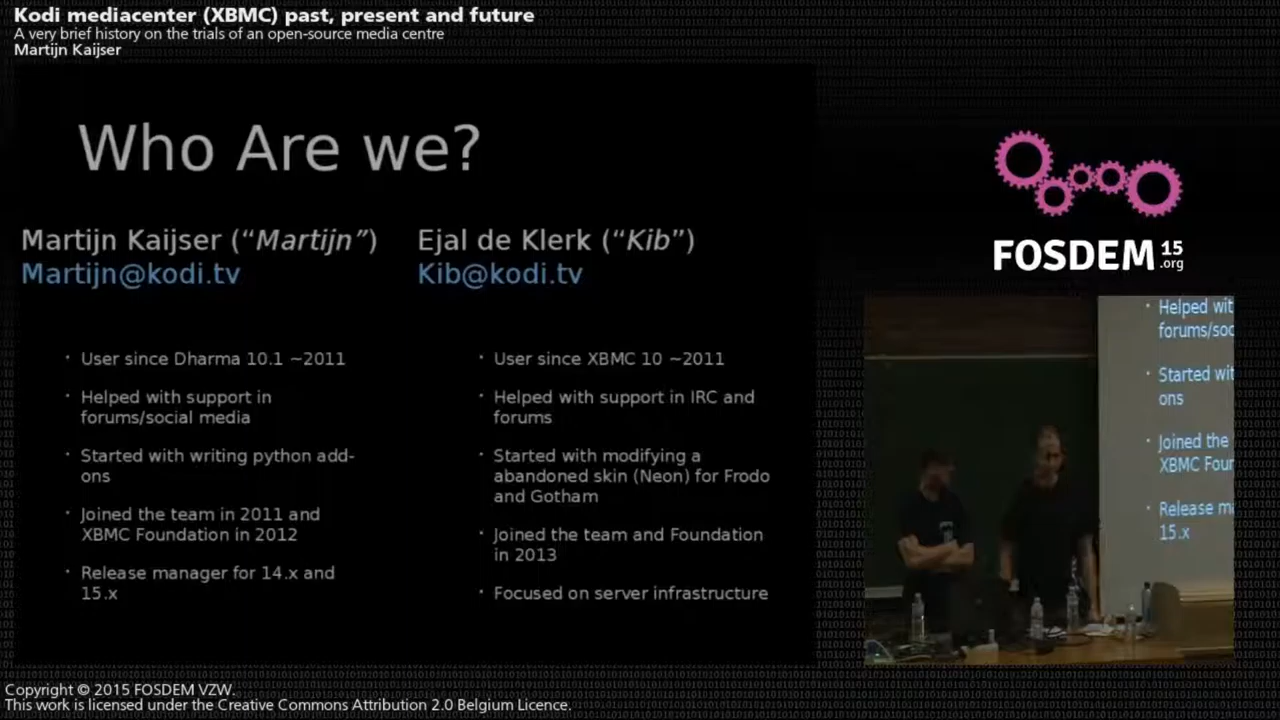 Kodi mediacenter (XBMC) past, present and future
A very brief history on the trials of an open-source media centre
Martijn Kaijser
Who Are we?
Martijn Kaijser (“Martijn”)
Martijn@kodi.tv
· User since Dharma 10.1 ~2011
· Helped with support in
forums/social media
· Started with writing python add-
ons
· Joined the team in 2011 and
XBMC Foundation in 2012
· Release manager for 14.x and
15.x
Ejal de Klerk (“Kib”)
Kib@kodi.tv
· User since XBMC 10 ~2011
· Helped with support in IRC and
forums
· Started with modifying a
abandoned skin (Neon) for Frodo
and Gotham
· Joined the team and Foundation
in 2013
· Focused on server infrastructure
FOSDEM 15
.org
· Helped wit
forums/soc
· Started wit
ons
· Joined the
XBMC Four
· Release ma
15.x
Copyright © 2015 FOSDEM VZW.
This work is licensed under the Creative Commons Attribution 2.0 Belgium Licence.